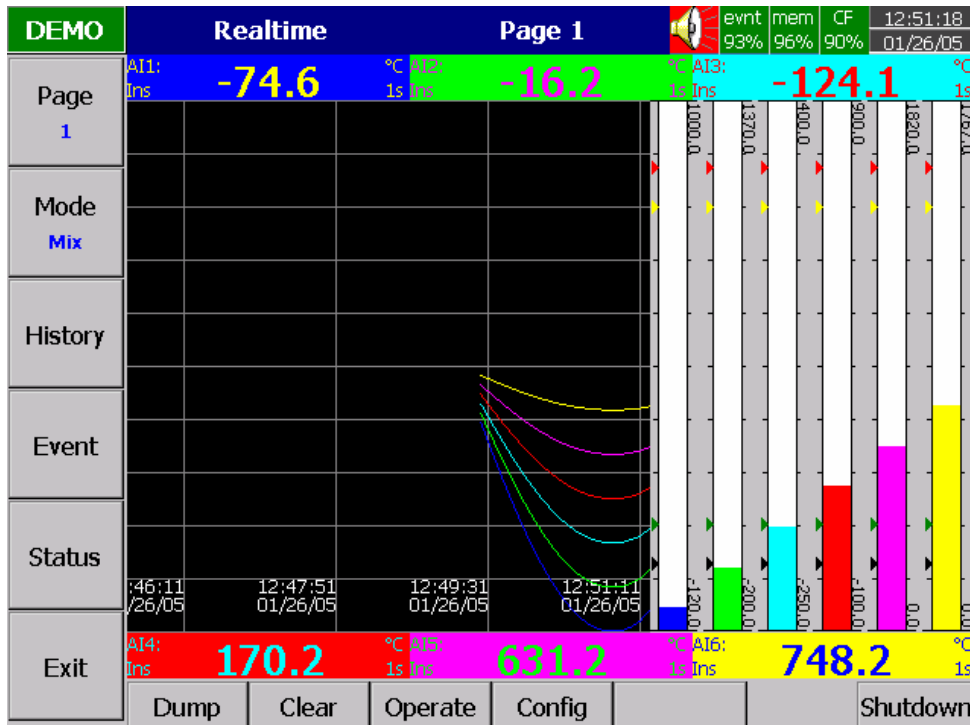 DEMO
Realtime
Page 1
evnt
93%
mem
96%
CF
90%
12:51:18
01/26/05
Page
1
Mode
Mix
History
Event
Status
Exit
AI1:
Ins
-74.6
°C
1s
AI2:
Ins
-16.2
°C
1s
AI3:
Ins
-124.1
°C
1s
1000.0
1370.0
400.0
900.0
1820.0
1767.0
-120.0
-200.0
-250.0
-100.0
0.0
0.0
:46:11
/26/05
12:47:51
01/26/05
12:49:31
01/26/05
12:51:11
01/26/05
AI4:
Ins
170.2
°C
1s
AI5:
Ins
631.2
°C
1s
AI6:
Ins
748.2
°C
1s
Dump
Clear
Operate
Config
Shutdown